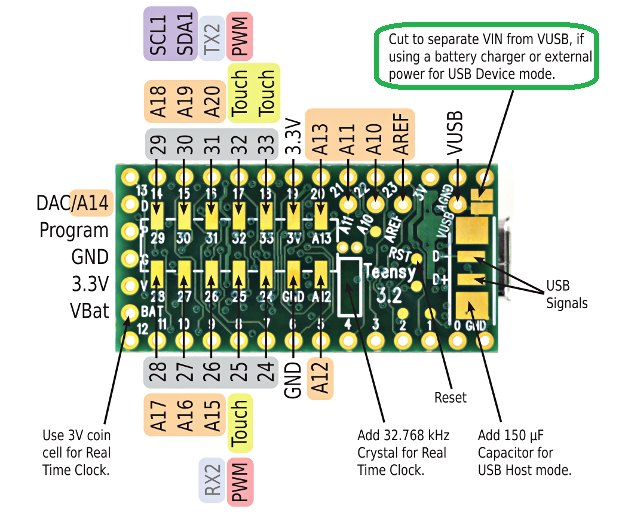 SCL1 SDA1 TX2 PWM
A18 A19 A20 Touch Touch
29 30 31 32 33 3.3V A13 A11 A10 AREF VUSB
Cut to separate VIN from VUSB, if
using a battery charger or external
power for USB Device mode.
13 14 15 16 17 18 19 20 21 22 23 AGND
DAC/A14 D
Program P
GND G
3.3V V
VBat BAT
29 30 31 32 33 3V A13 A11 A10 AREF VUSB
RST D-
D+
Teensy
3.2
28 27 26 25 24 GND A12
12 11 10 9 8 7 6 5 4 3 2 1 0 GND
USB
Signals
28 27 26 25 24 GND A12
A17 A16 A15 Touch
RX2 PWM
Reset
Use 3V coin
cell for Real
Time Clock.
Add 32.768 kHz
Crystal for Real
Time Clock.
Add 150 µF
Capacitor for
USB Host mode.